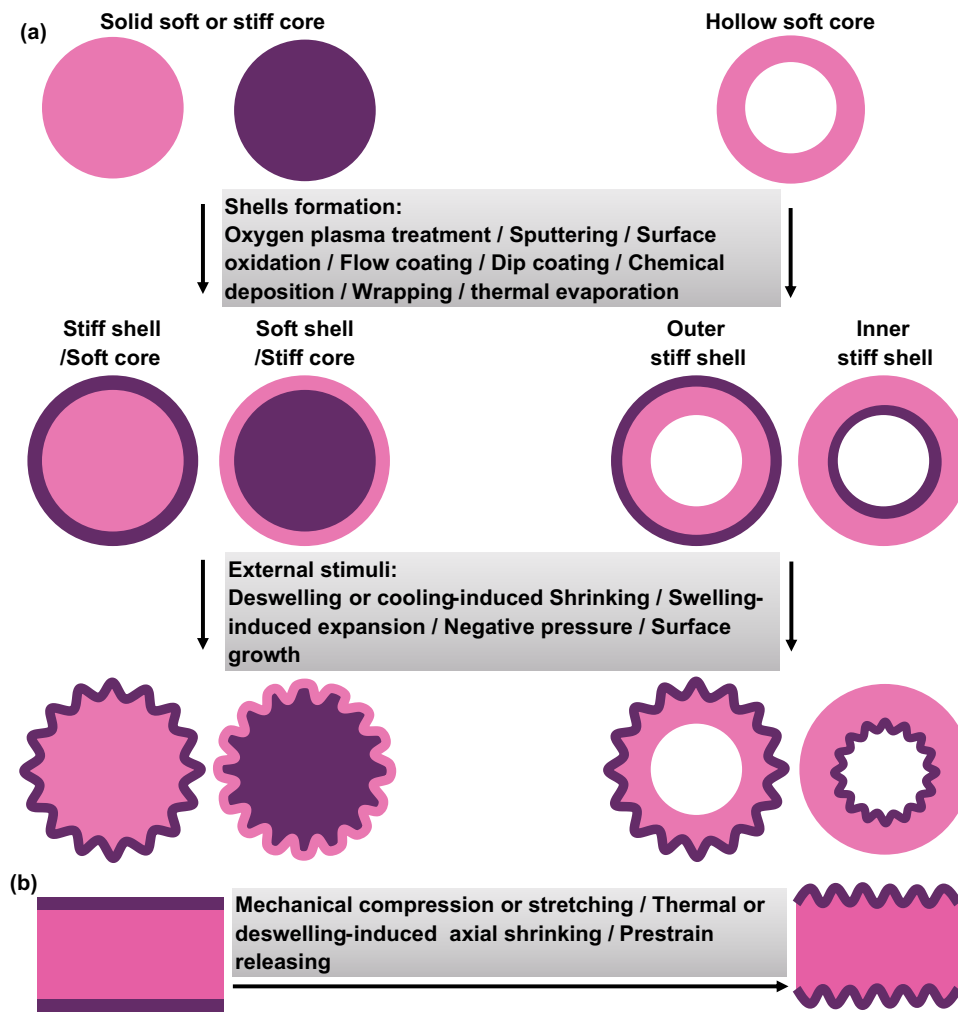 (a)
Solid soft or stiff core
Hollow soft core
Shells formation:
Oxygen plasma treatment / Sputtering / Surface
oxidation / Flow coating / Dip coating / Chemical
deposition / Wrapping / thermal evaporation
Stiff shell
/Soft core
Soft shell
/Stiff core
Outer
stiff shell
Inner
stiff shell
External stimuli:
Deswelling or cooling-induced Shrinking / Swelling-
induced expansion / Negative pressure / Surface
growth
(b)
Mechanical compression or stretching / Thermal or
deswelling-induced axial shrinking / Prestrain
releasing